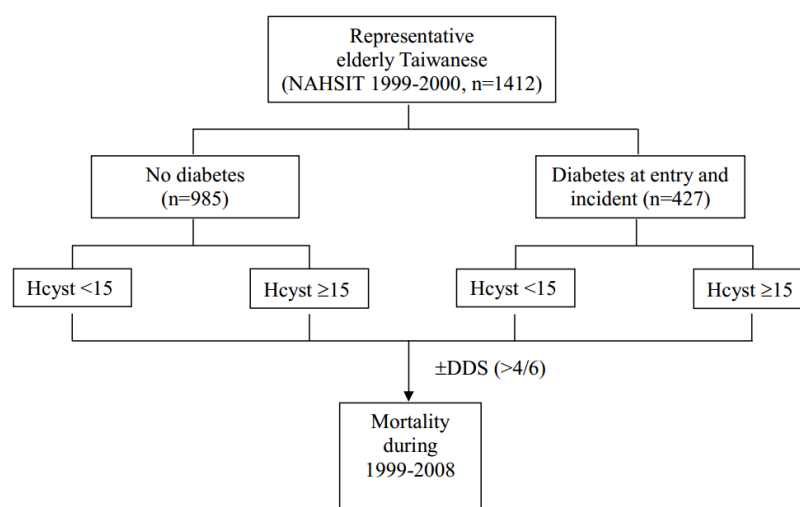 Representative
elderly Taiwanese
(NAHSIT 1999-2000, n=1412)
No diabetes
(n=985)
Diabetes at entry and
incident (n=427)
Hcyst <15
Hcyst ≥15
Hcyst <15
Hcyst ≥15
±DDS (>4/6)
Mortality
during
1999-2008